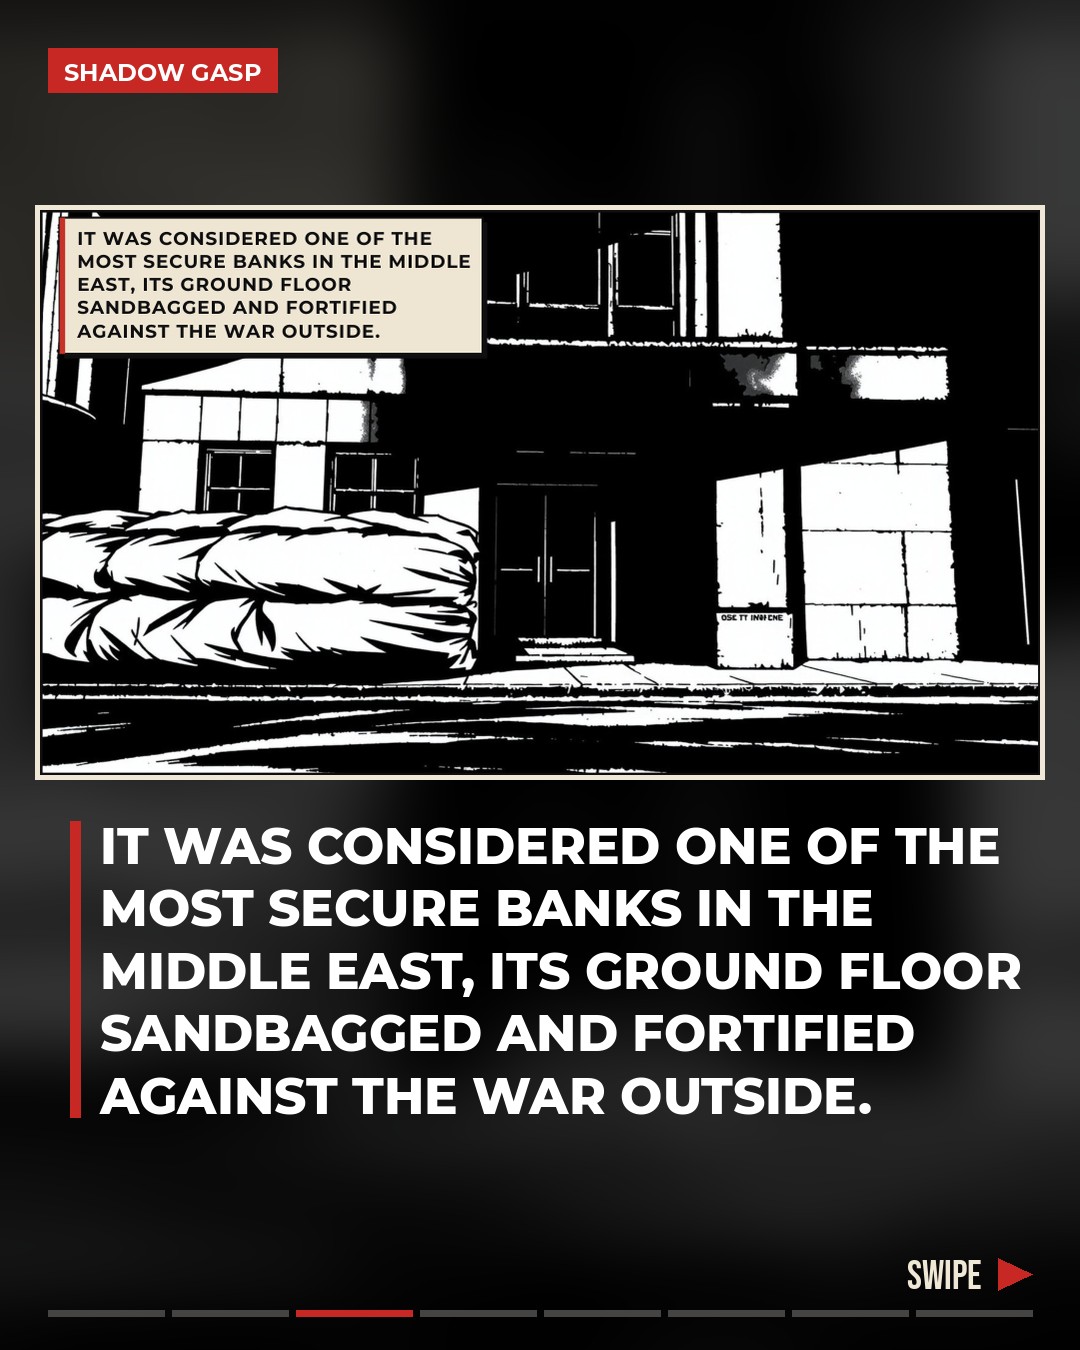 SHADOW GASP
IT WAS CONSIDERED ONE OF THE
MOST SECURE BANKS IN THE MIDDLE
EAST, ITS GROUND FLOOR
SANDBAGGED AND FORTIFIED
AGAINST THE WAR OUTSIDE.
IT WAS CONSIDERED ONE OF THE
MOST SECURE BANKS IN THE
MIDDLE EAST, ITS GROUND FLOOR
SANDBAGGED AND FORTIFIED
AGAINST THE WAR OUTSIDE.
SWIPE